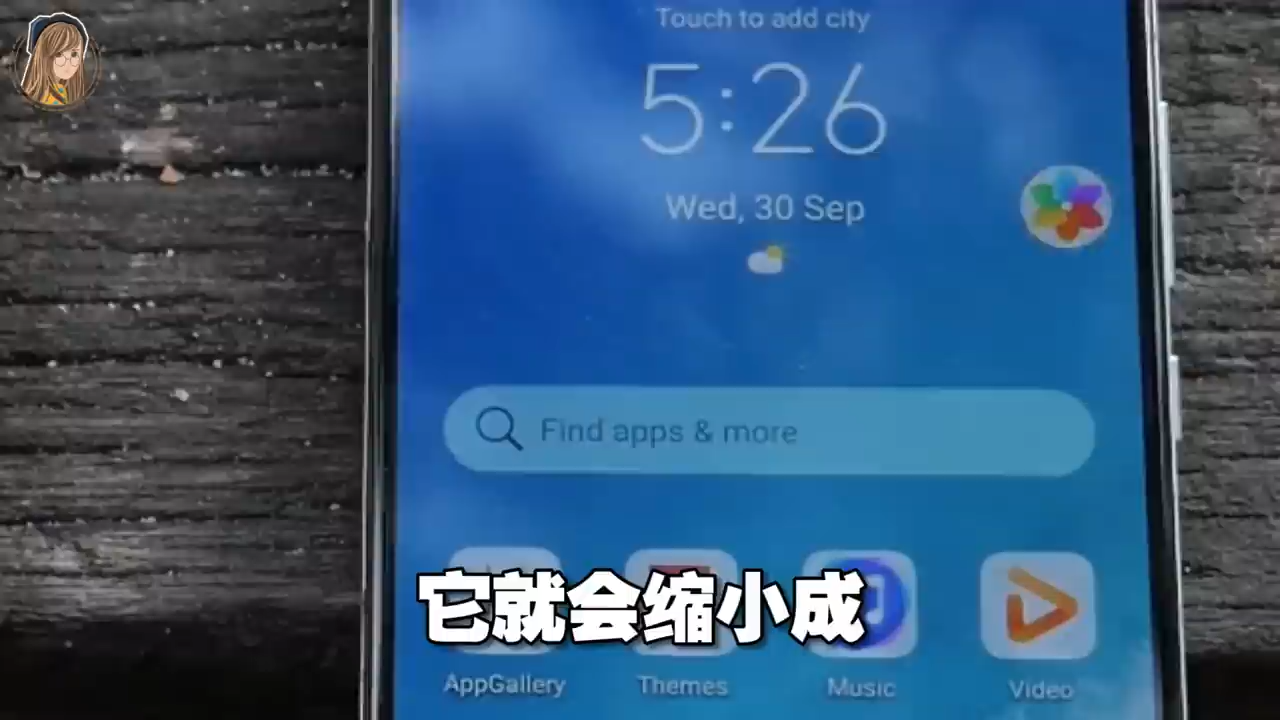 Touch to add city
5:26
Wed, 30 Sep
Find apps & more
它就会缩小成
AppGallery
Themes
Music
Video